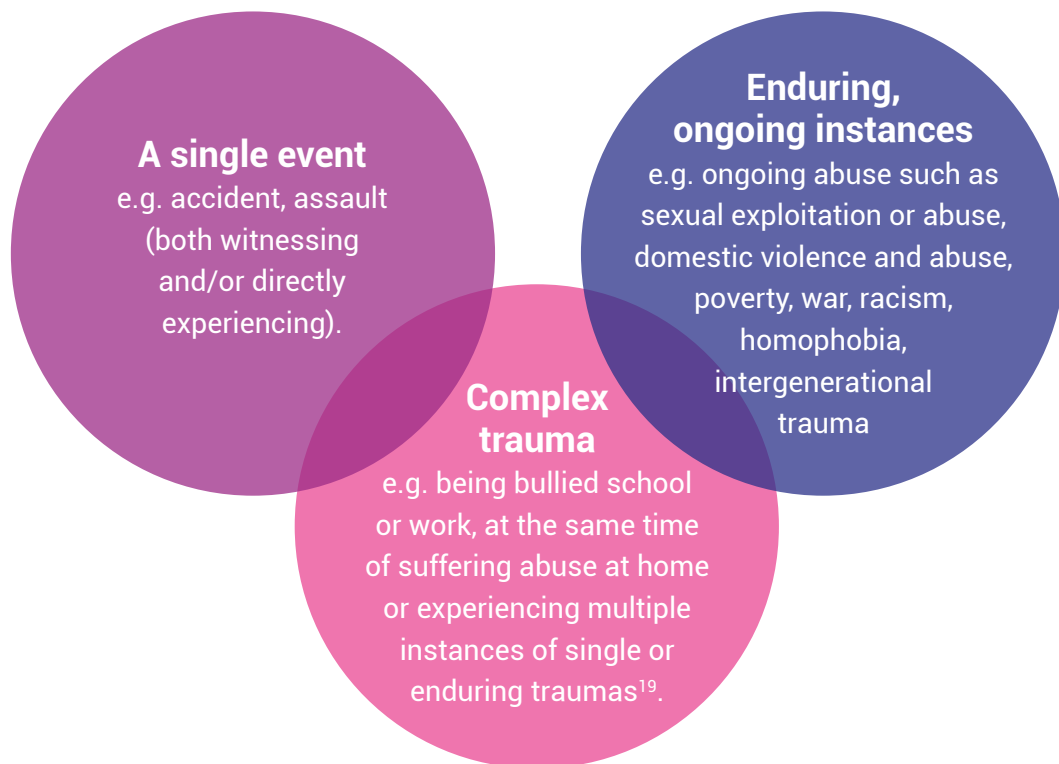 A single event
e.g. accident, assault
(both witnessing
and/or directly
experiencing).
Enduring,
ongoing instances
e.g. ongoing abuse such as
sexual exploitation or abuse,
domestic violence and abuse,
poverty, war, racism,
homophobia,
intergenerational
trauma
Complex
trauma
e.g. being bullied school
or work, at the same time
of suffering abuse at home
or experiencing multiple
instances of single or
enduring traumas¹⁹.